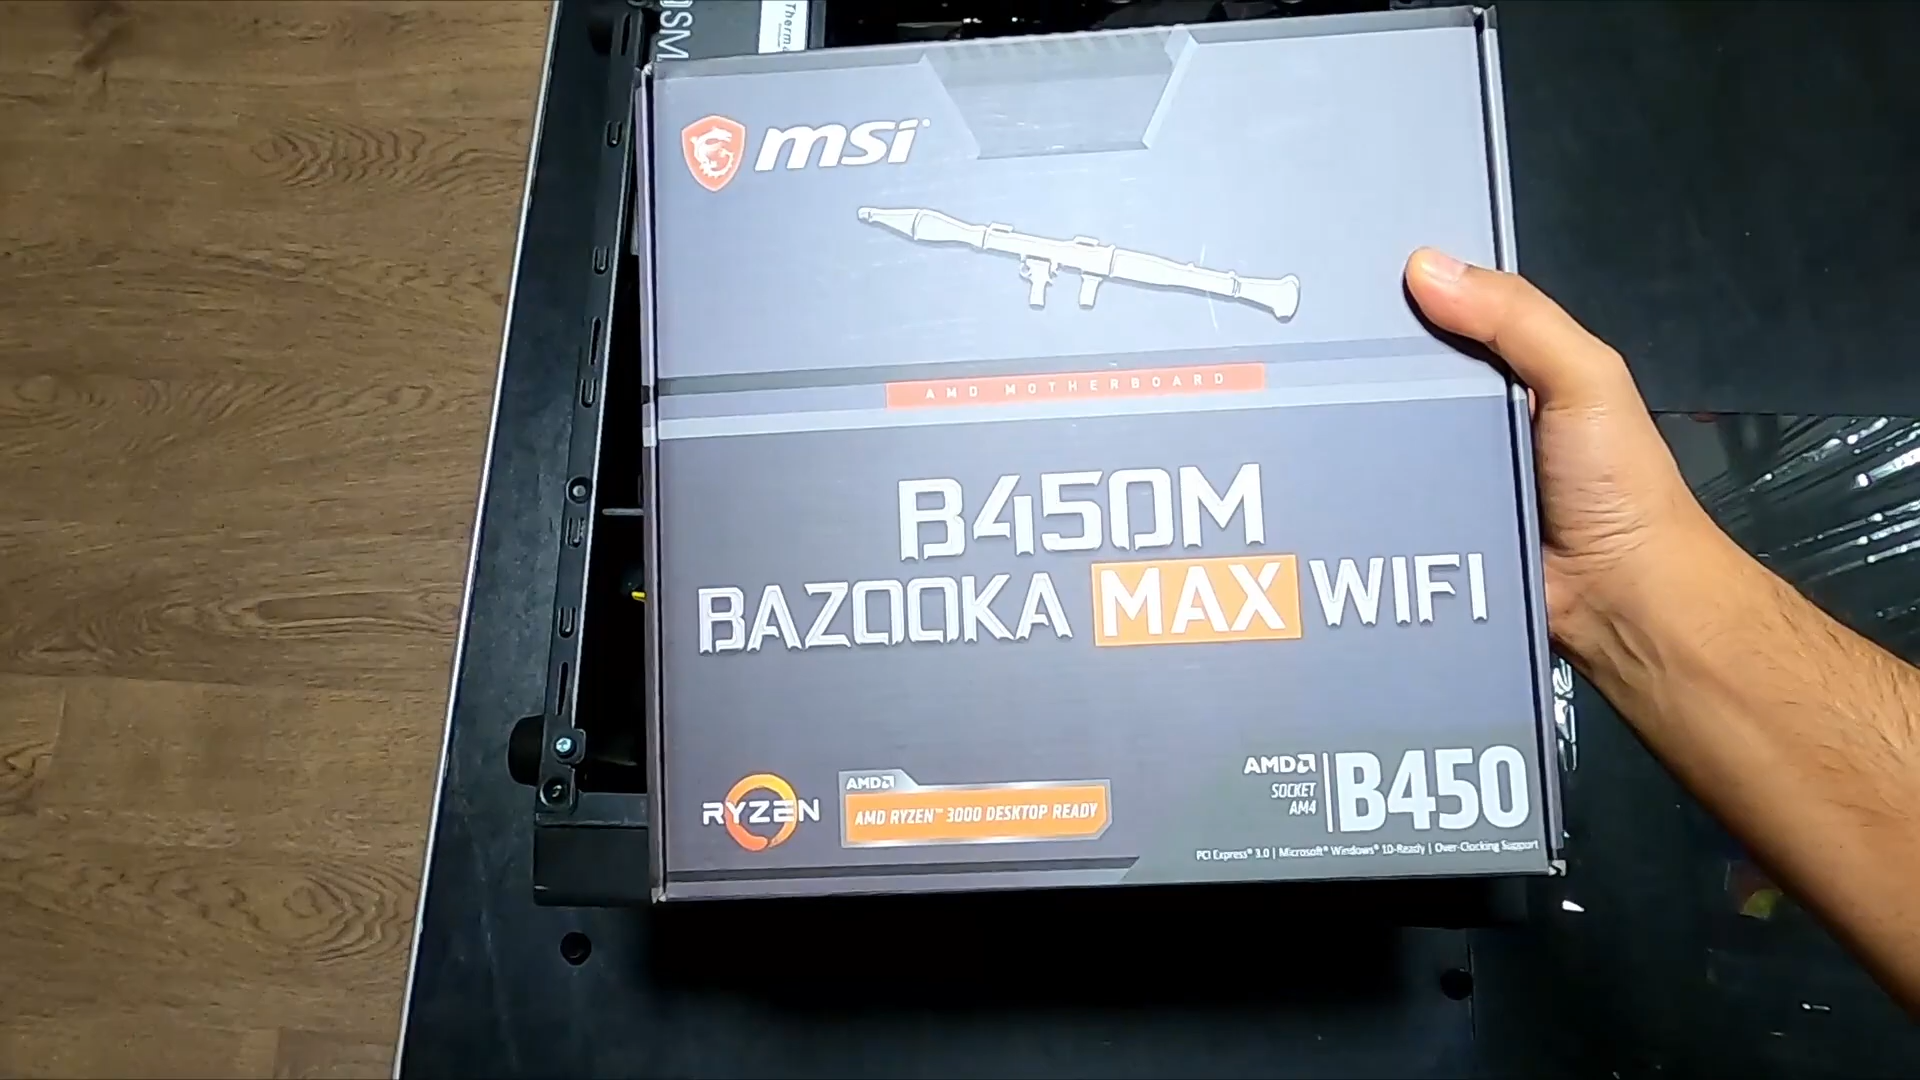 msi
AMD MOTHERBOARD
B450M
BAZOOKA MAX WIFI
RYZEN
AMD
AMD RYZEN™ 3000 DESKTOP READY
AMD
SOCKET
AM4
B450
PCI Express® 3.0 | Microsoft® Windows® 10-Ready | Over-Clocking Support